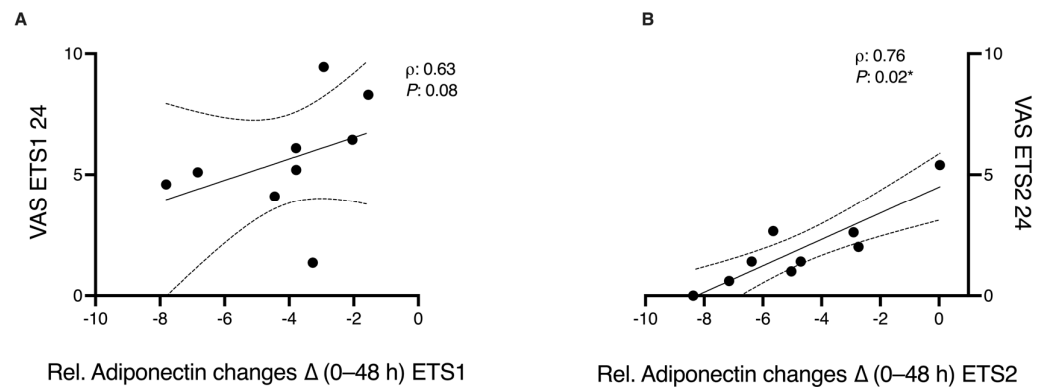 A
B
ρ: 0.63
P: 0.08
ρ: 0.76
P: 0.02*
VAS ETS1 24
10
5
0
-10 -8 -6 -4 -2 0
Rel. Adiponectin changes Δ (0–48 h) ETS1
VAS ETS2 24
10
5
0
-10 -8 -6 -4 -2 0
Rel. Adiponectin changes Δ (0–48 h) ETS2